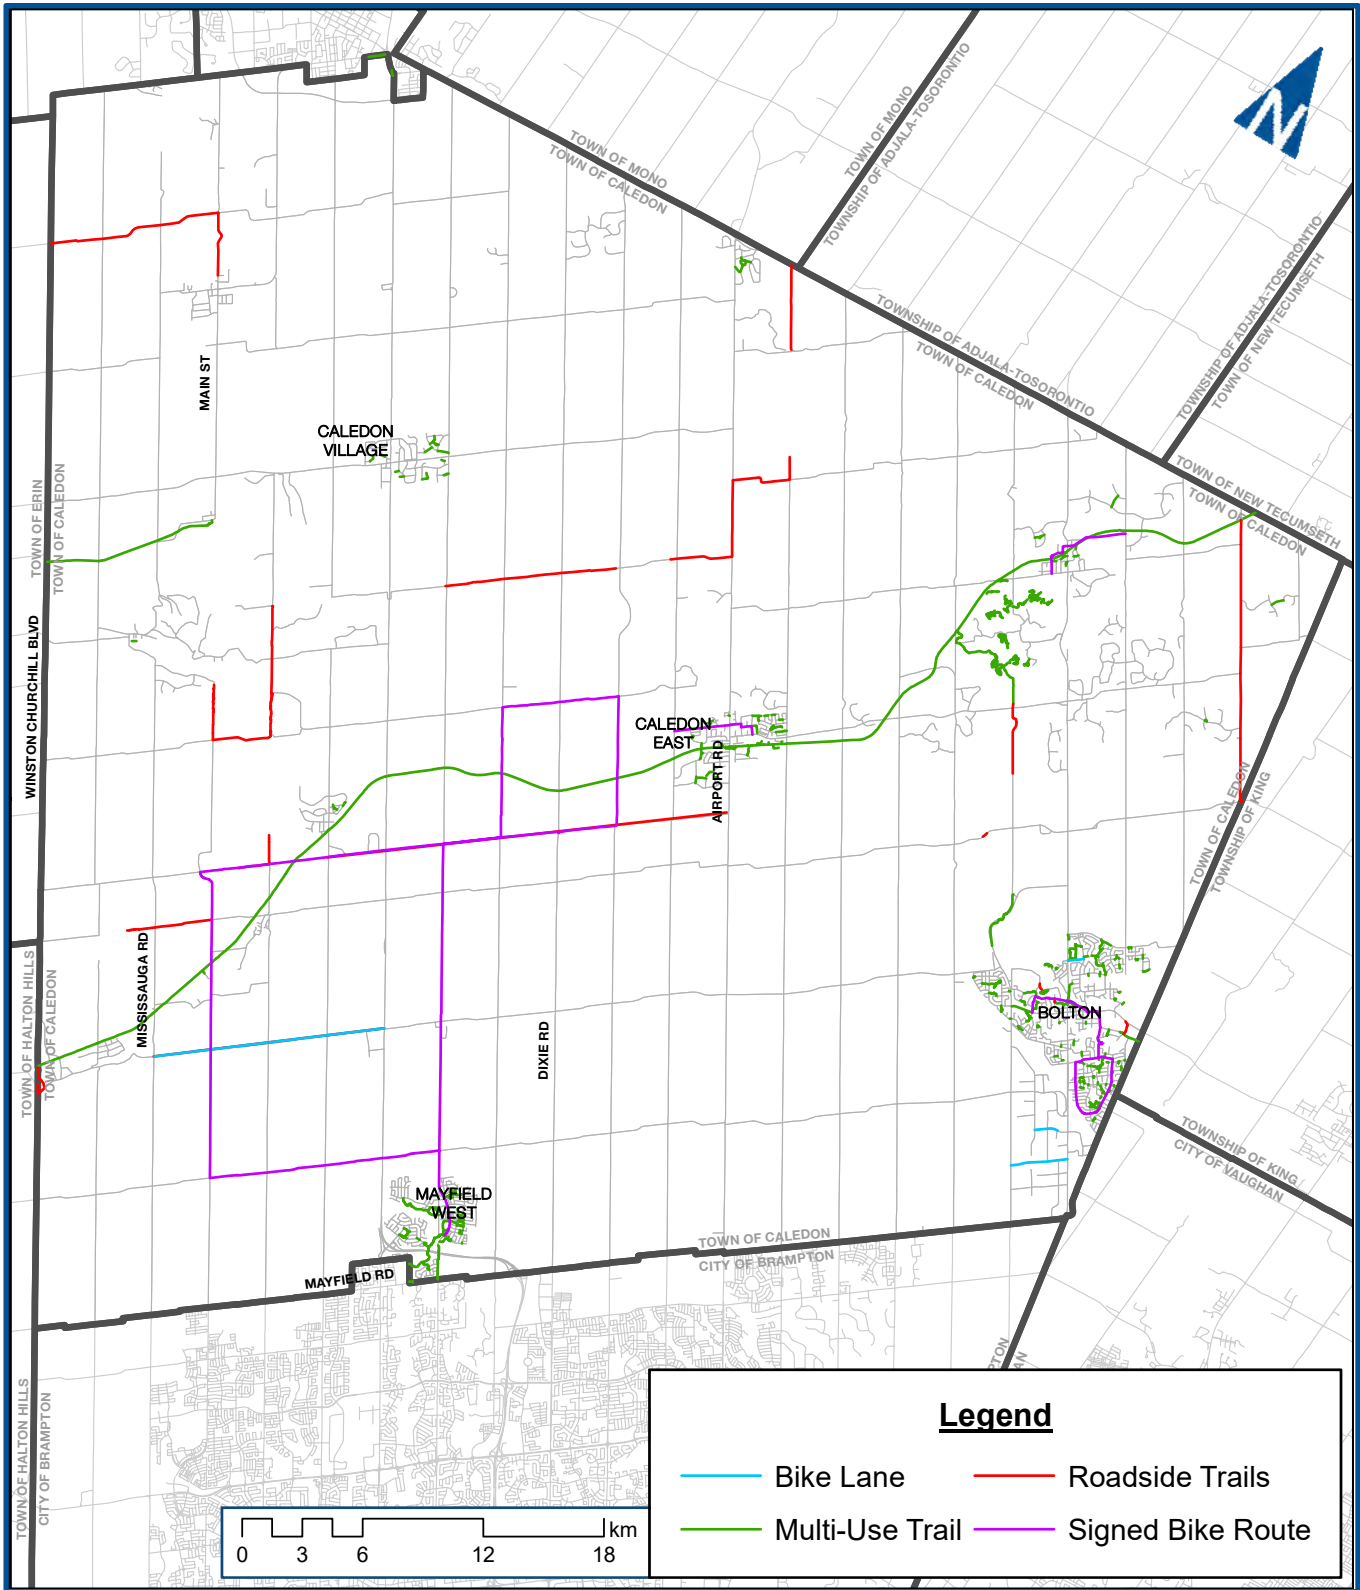 N
TOWN OF MONO
TOWN OF CALEDON
TOWN OF MONO
TOWNSHIP OF ADJALA-TOSORONTIO
TOWNSHIP OF ADJALA-TOSORONTIO
TOWN OF CALEDON
TOWNSHIP OF ADJALA-TOSORONTIO
TOWN OF NEW TECUMSETH
MAIN ST
CALEDON
VILLAGE
TOWN OF ERIN
TOWN OF CALEDON
TOWN OF NEW TECUMSETH
TOWN OF CALEDON
WINSTON CHURCHILL BLVD
CALEDON
EAST
AIRPORT RD
TOWN OF CALEDON
TOWNSHIP OF KING
MISSISSAUGA RD
TOWN OF HALTON HILLS
TOWN OF CALEDON
DIXIE RD
BOLTON
TOWNSHIP OF KING
CITY OF VAUGHAN
MAYFIELD
WEST
TOWN OF CALEDON
CITY OF BRAMPTON
MAYFIELD RD
TOWN OF HALTON HILLS
CITY OF BRAMPTON
PTON
AN
Legend
Bike Lane
Roadside Trails
Multi-Use Trail
Signed Bike Route
km
0 3 6 12 18